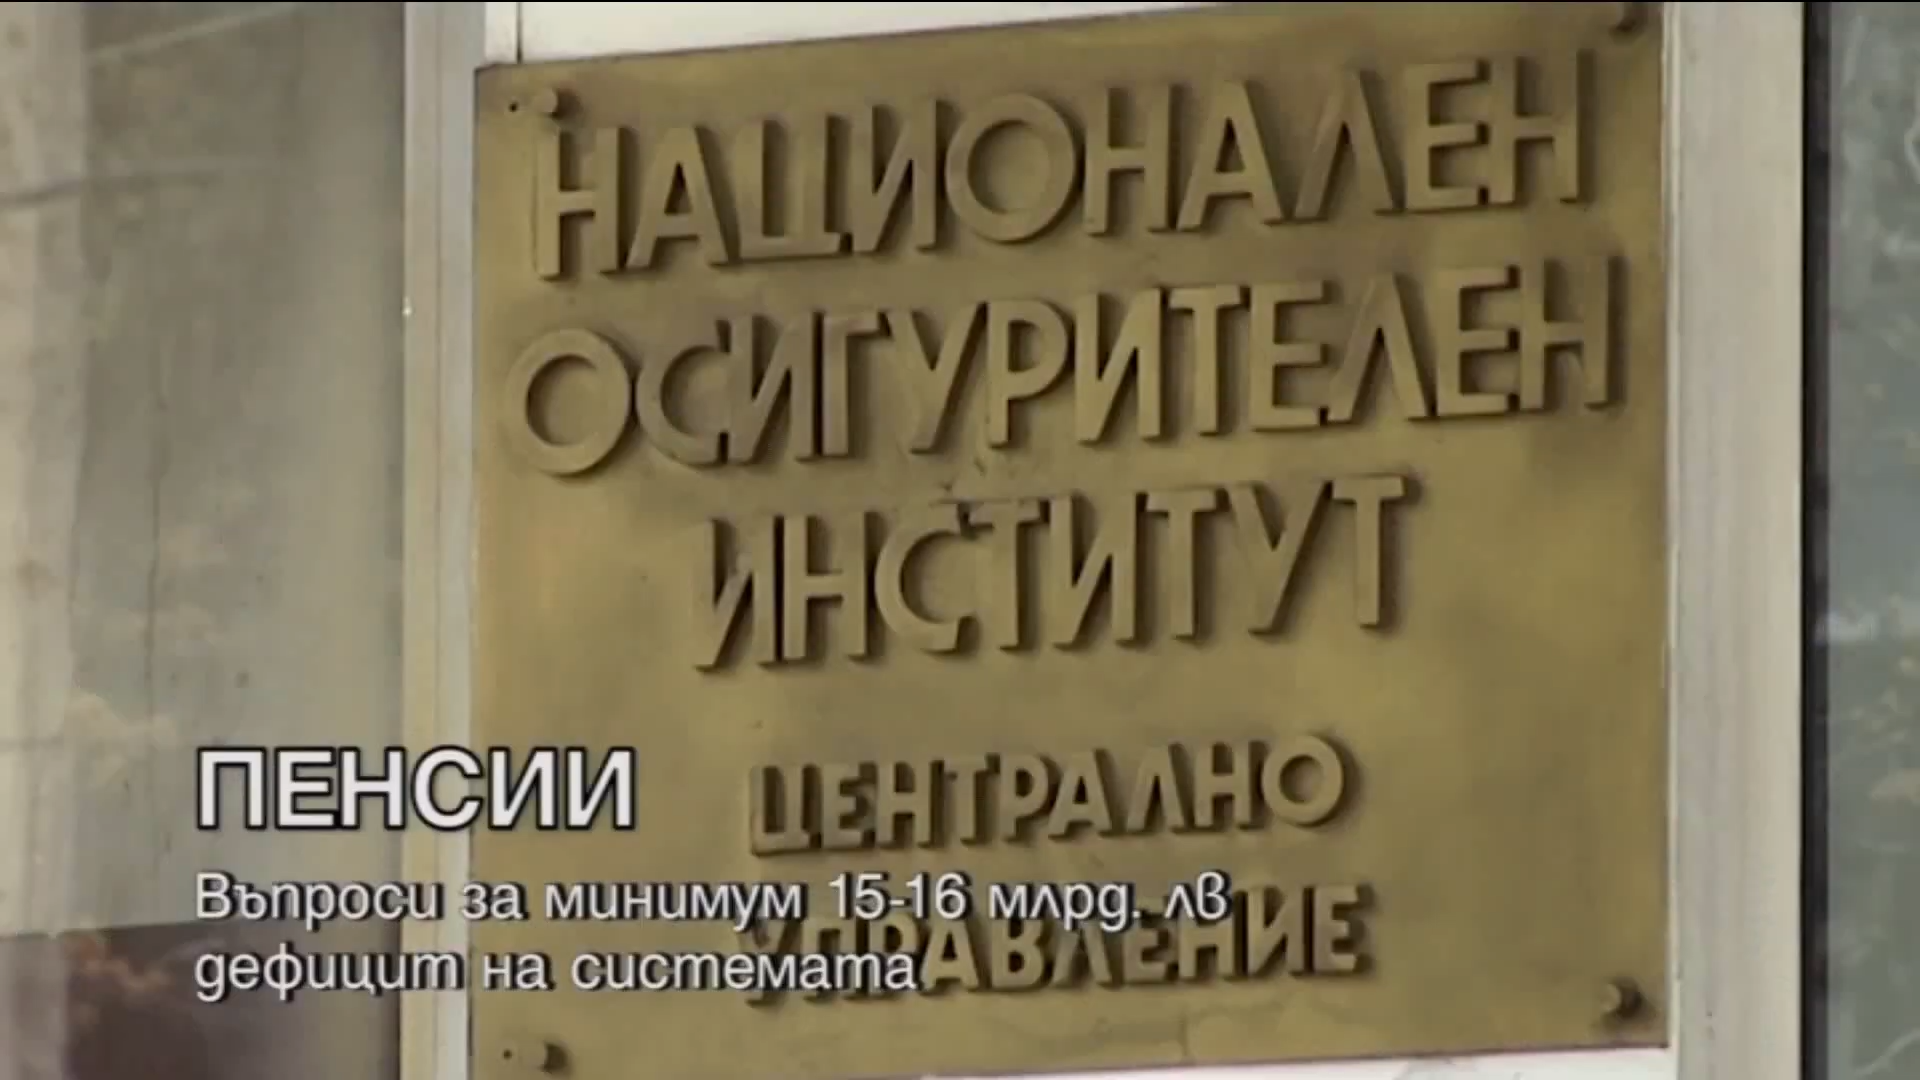 НАЦИОНАЛЕН
ОСИГУРИТЕЛЕН
ИНСТИТУТ
ЦЕНТРАЛНО
УПРАВЛЕНИЕ
ПЕНСИИ
Въпроси за минимум 15-16 млрд. лв
дефицит на системата